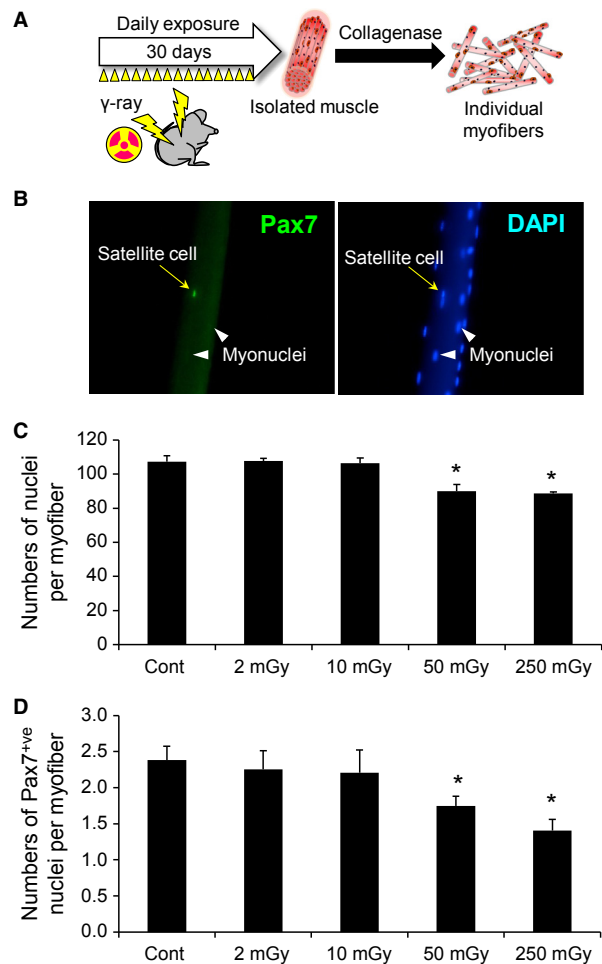 A
Daily exposure
30 days
γ-ray
Isolated muscle
Collagenase
Individual
myofibers
B
Pax7
Satellite cell
Myonuclei
DAPI
Satellite cell
Myonuclei
C
Numbers of nuclei
per myofiber
120
100
80
60
40
20
0
*
*
Cont 2 mGy 10 mGy 50 mGy 250 mGy
D
Numbers of Pax7+ve
nuclei per myofiber
3.0
2.5
2.0
1.5
1.0
0.5
0.0
*
*
Cont 2 mGy 10 mGy 50 mGy 250 mGy